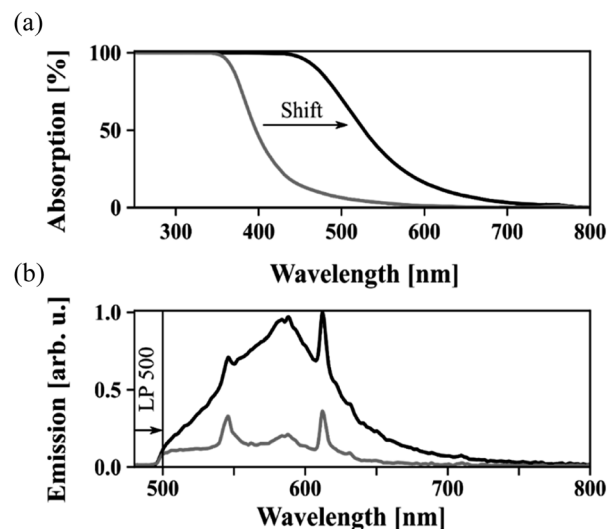 (a)
Absorption [%]
100
50
0
Shift
300 400 500 600 700 800
Wavelength [nm]
(b)
Emission [arb. u.]
1.0
0.5
0.0
LP 500
500 600 700 800
Wavelength [nm]